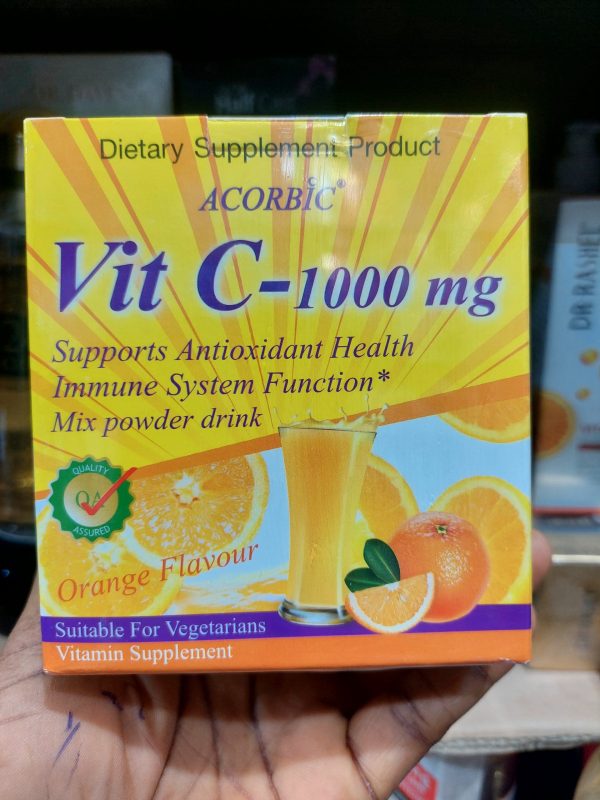 Dietary Supplement Product
ACORBIC®
Vit C-1000 mg
Supports Antioxidant Health
Immune System Function*
Mix powder drink
QUALITY
QA
ASSURED
Orange Flavour
Suitable For Vegetarians
Vitamin Supplement
DR.RASHEL